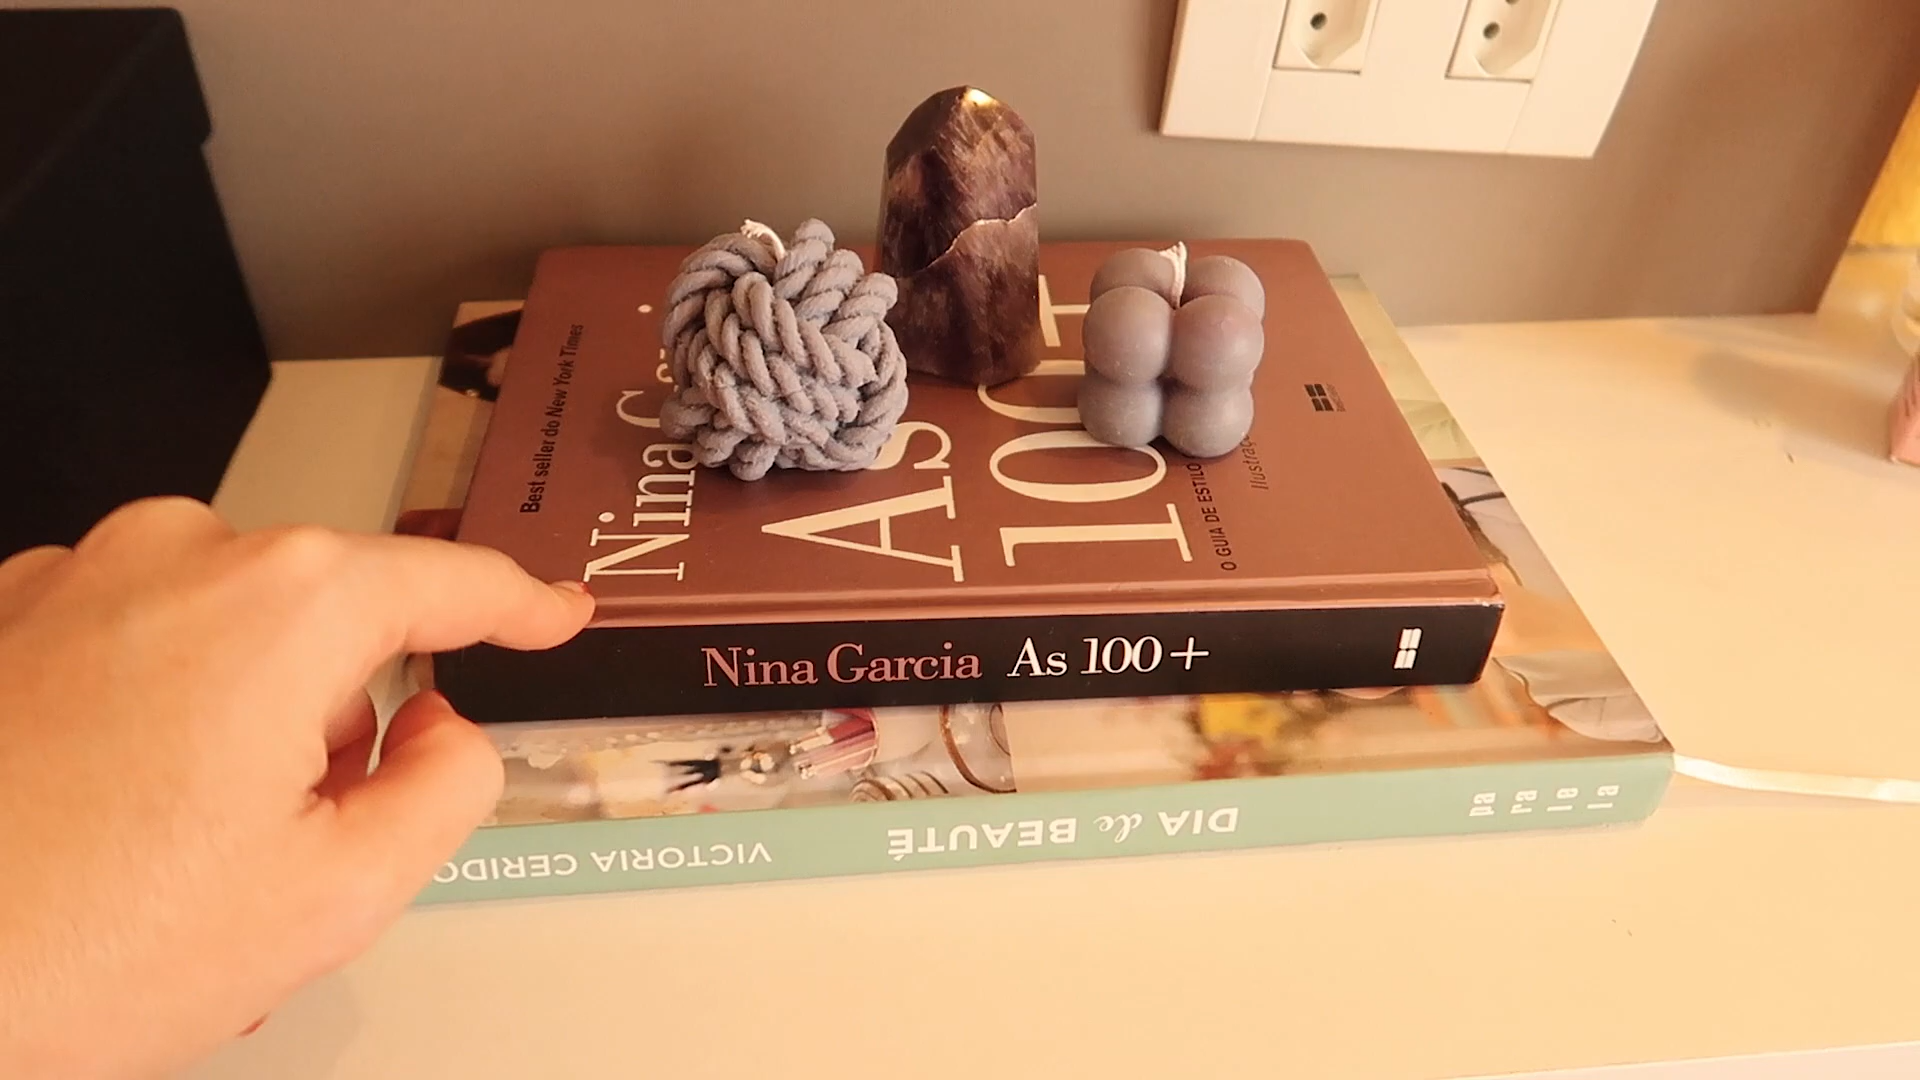 Best seller do New York Times
Nina
As
100+
O GUIA DE ESTILO
Nina Garcia As 100+
VICTORIA CERIDO
DIA de BEAUTÉ
pa
ra
le
la